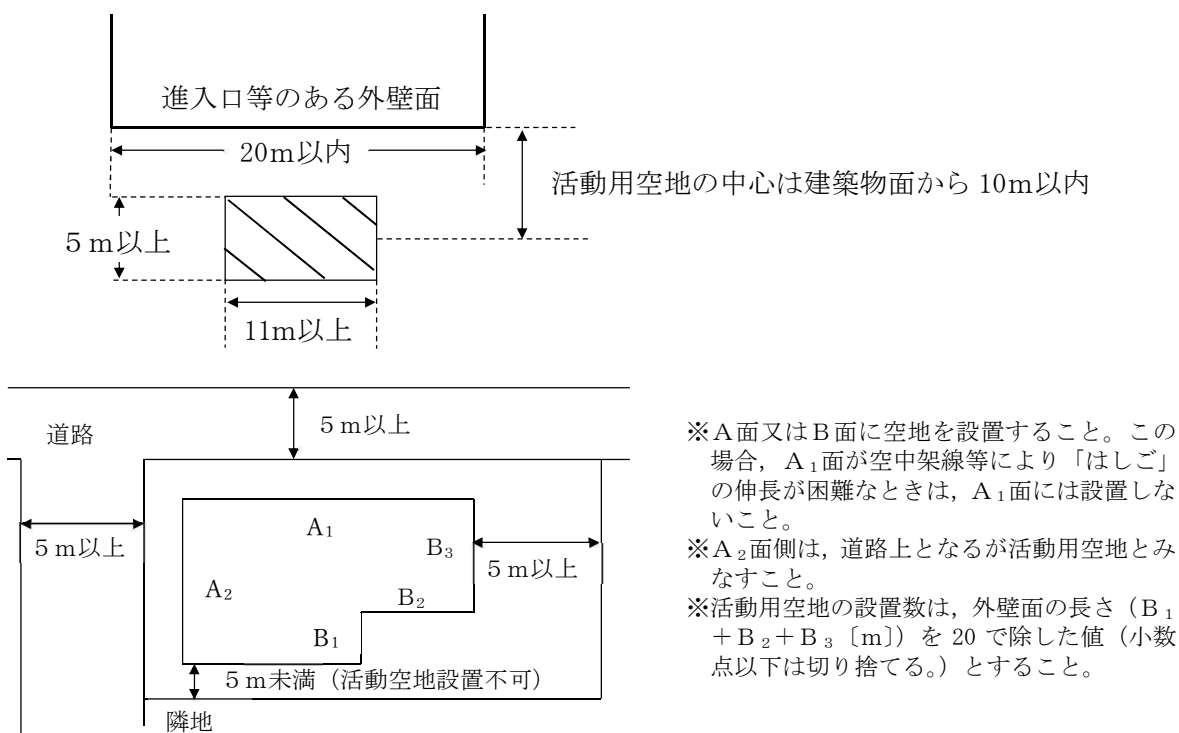 進入口等のある外壁面
20m以内
活動用空地の中心は建築物面から 10m以内
５m以上
11m以上
道路
５m以上
５m以上
A₁
B₃
５m以上
A₂
B₂
B₁
５m未満（活動空地設置不可）
隣地
※A面又はB面に空地を設置すること。この
場合，A₁面が空中架線等により「はしご」
の伸長が困難なときは，A₁面には設置しな
いこと。
※A₂面側は，道路上となるが活動用空地とみ
なすこと。
※活動用空地の設置数は，外壁面の長さ（B₁
＋B₂＋B₃〔m〕）を 20 で除した値（小数
点以下は切り捨てる。）とすること。